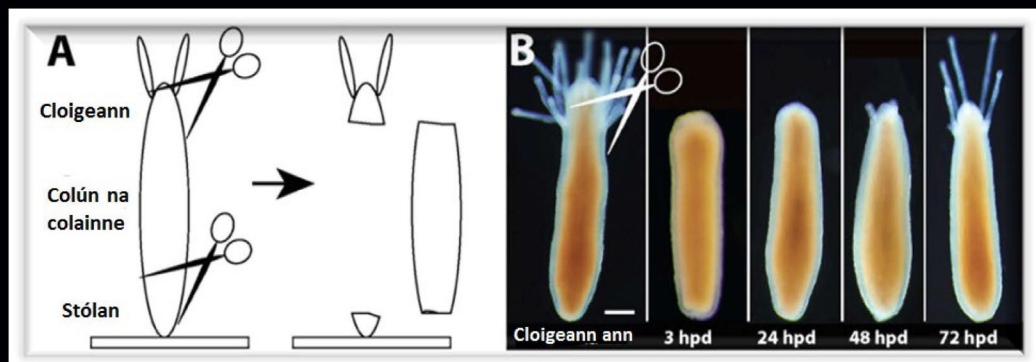 A
Cloigeann
Colún na
colainne
Stólan
B
Cloigeann ann
3 hpd
24 hpd
48 hpd
72 hpd